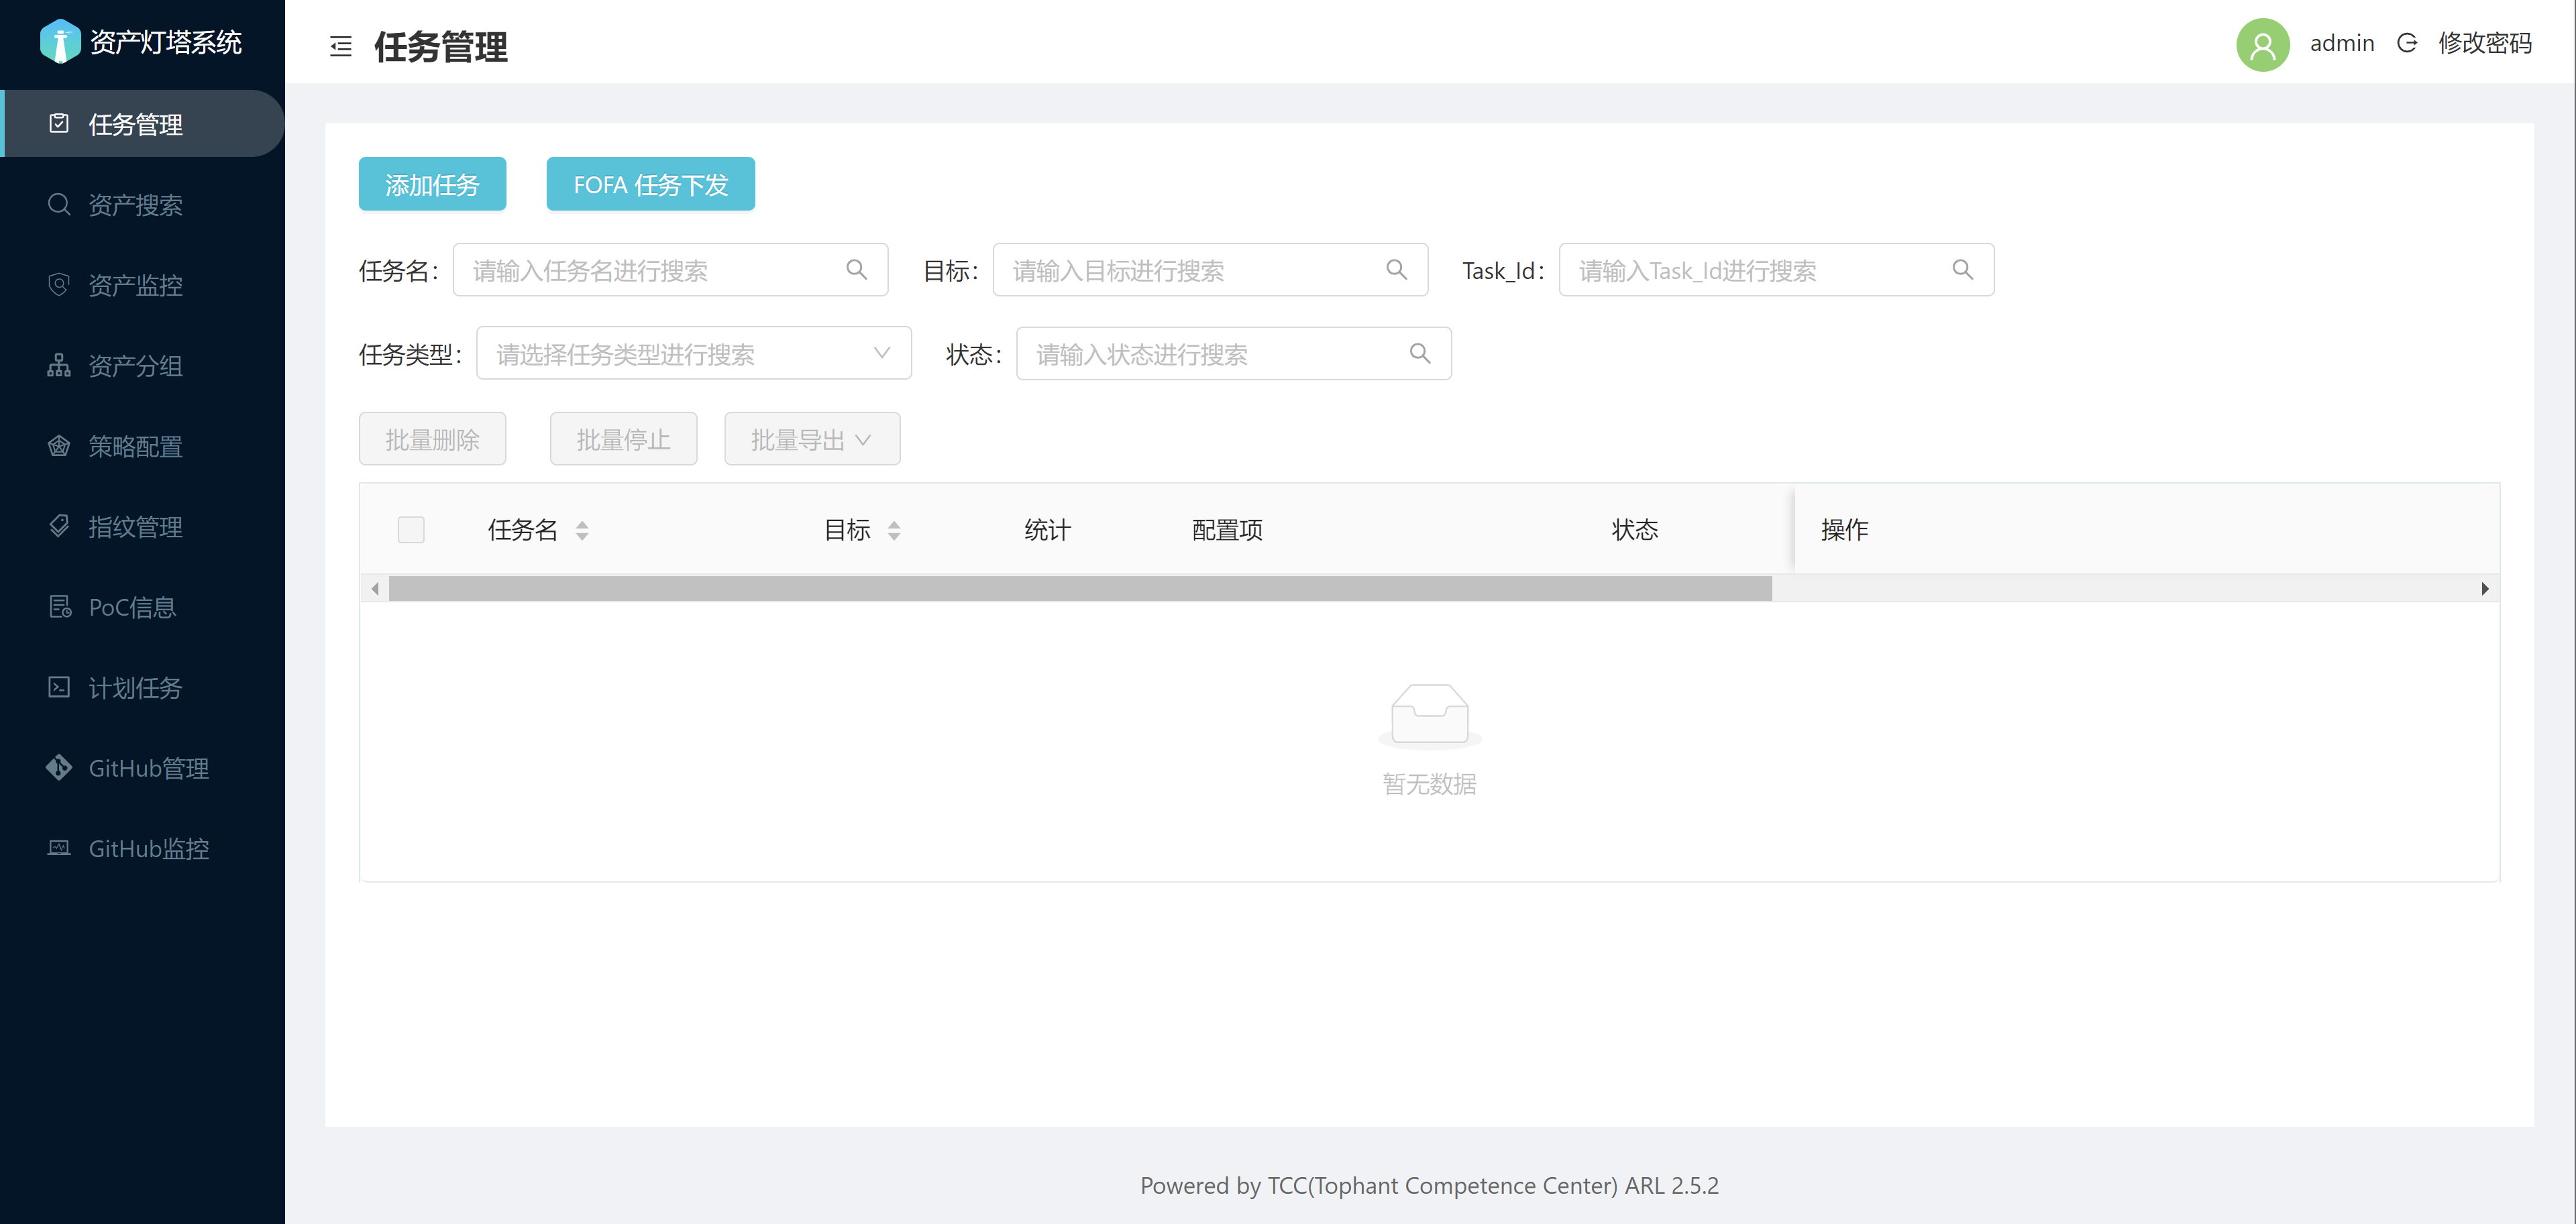 资产灯塔系统
任务管理
admin 修改密码
任务管理
资产搜索
资产监控
资产分组
策略配置
指纹管理
PoC信息
计划任务
GitHub管理
GitHub监控
添加任务 FOFA 任务下发
任务名： 请输入任务名进行搜索 目标： 请输入目标进行搜索 Task_Id： 请输入Task_Id进行搜索
任务类型： 请选择任务类型进行搜索 状态： 请输入状态进行搜索
批量删除 批量停止 批量导出
任务名 目标 统计 配置项 状态 操作
暂无数据
Powered by TCC(Tophant Competence Center) ARL 2.5.2